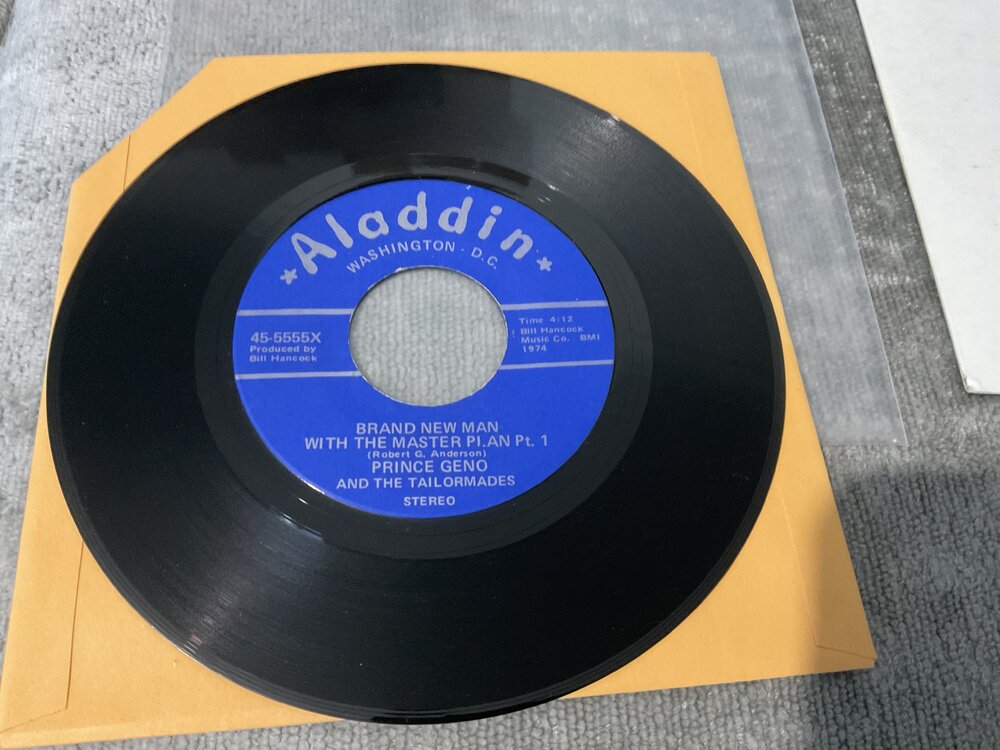 Aladdin
WASHINGTON · D.C.
45-5555X
Produced by
Bill Hancock
Time 4:12
Bill Hancock
Music Co. BMI
1974
BRAND NEW MAN
WITH THE MASTER PLAN Pt. 1
(Robert G. Anderson)
PRINCE GENO
AND THE TAILORMADES
STEREO